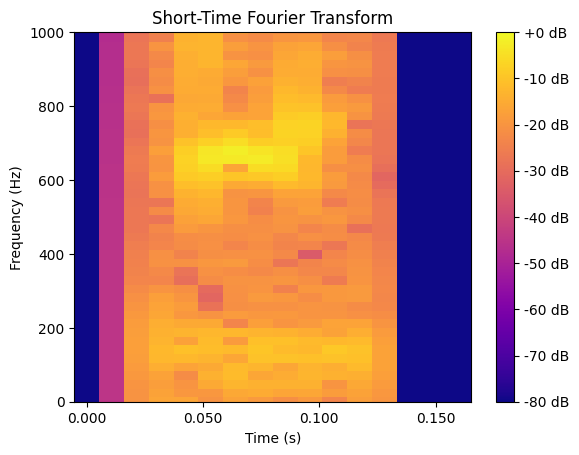 Short-Time Fourier Transform
Frequency (Hz)
1000
800
600
400
200
0
0.000
0.050
0.100
0.150
Time (s)
+0 dB
-10 dB
-20 dB
-30 dB
-40 dB
-50 dB
-60 dB
-70 dB
-80 dB